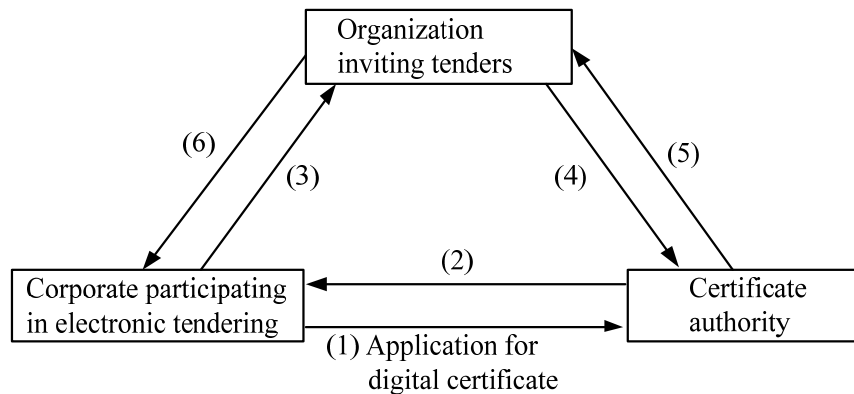 Organization
inviting tenders
(6)
(3)
(4)
(5)
(2)
Corporate participating
in electronic tendering
Certificate
authority
(1) Application for
digital certificate